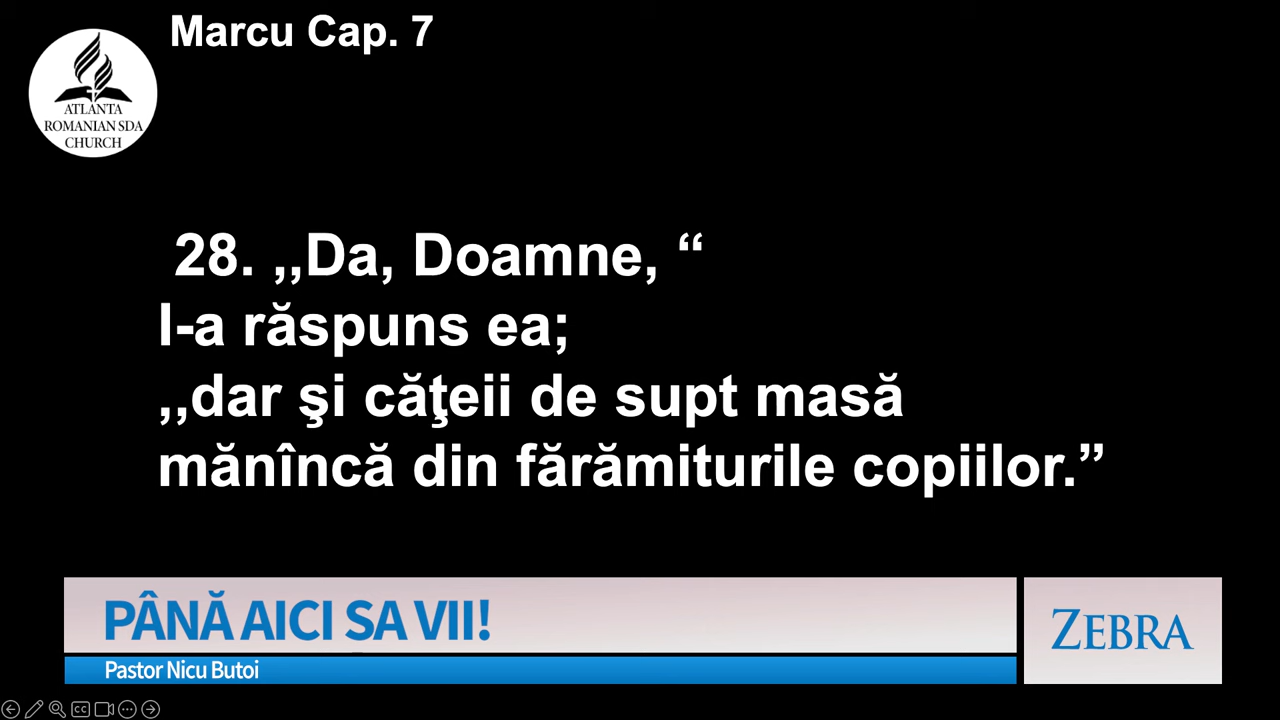 Marcu Cap. 7
ATLANTA
ROMANIAN SDA
CHURCH
28. ,,Da, Doamne, “
I-a răspuns ea;
,,dar şi căţeii de supt masă
mănîncă din fărămiturile copiilor.”
PÂNĂ AICI SA VII!
Pastor Nicu Butoi
ZEBRA
CC